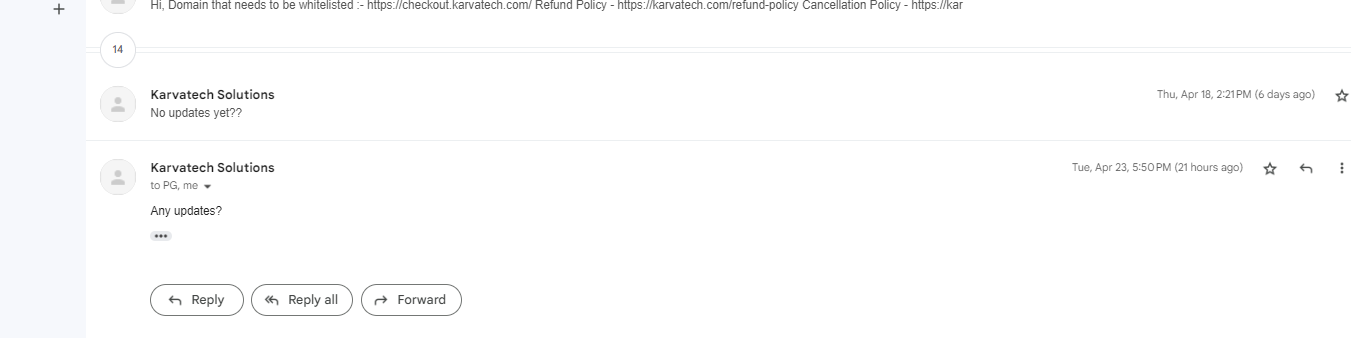 Hi, Domain that needs to be whitelisted :- https://checkout.karvatech.com/ Refund Policy - https://karvatech.com/refund-policy Cancellation Policy - https://kar
14
Karvatech Solutions
Thu, Apr 18, 2:21 PM (6 days ago)
No updates yet??
Karvatech Solutions
Tue, Apr 23, 5:50 PM (21 hours ago)
to PG, me
Any updates?
Reply
Reply all
Forward